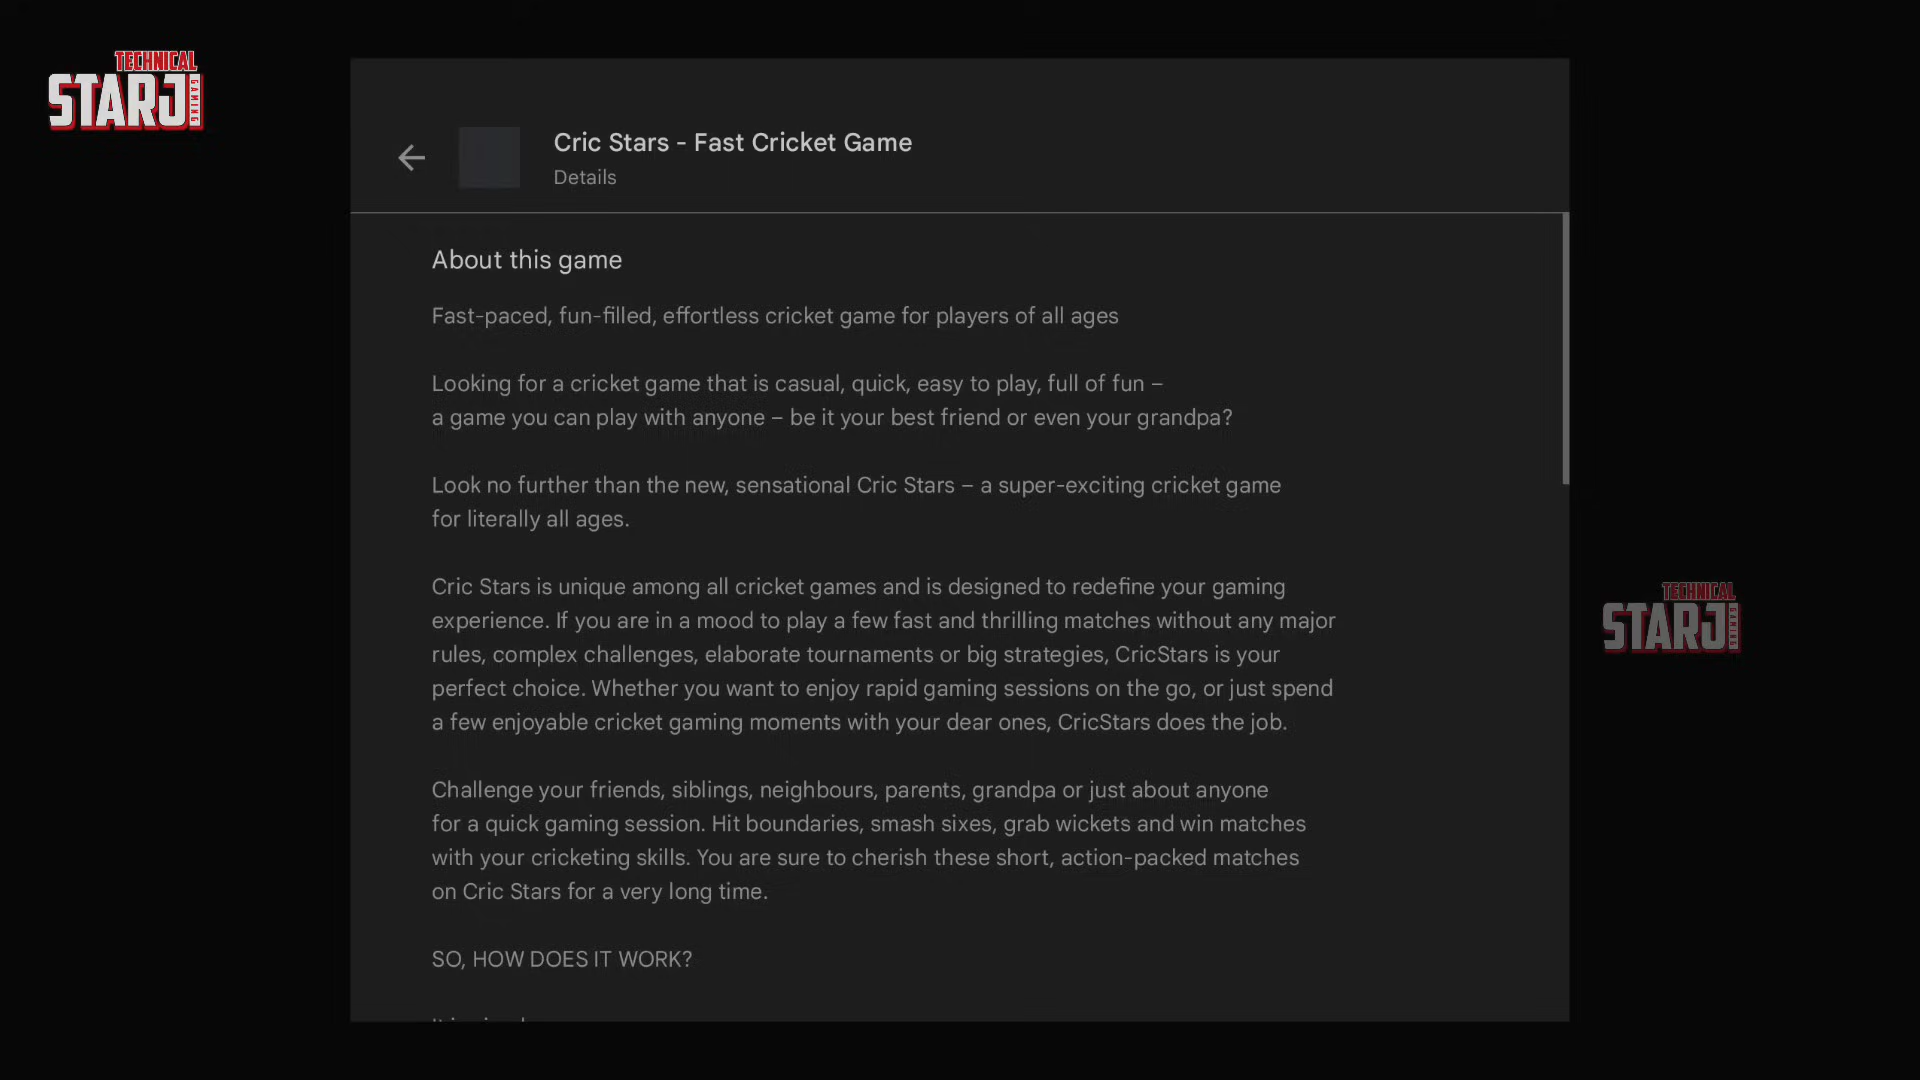 TECHNICAL
STARJI
GAMING
Cric Stars - Fast Cricket Game
Details
About this game
Fast-paced, fun-filled, effortless cricket game for players of all ages
Looking for a cricket game that is casual, quick, easy to play, full of fun –
a game you can play with anyone – be it your best friend or even your grandpa?
Look no further than the new, sensational Cric Stars – a super-exciting cricket game
for literally all ages.
Cric Stars is unique among all cricket games and is designed to redefine your gaming
experience. If you are in a mood to play a few fast and thrilling matches without any major
rules, complex challenges, elaborate tournaments or big strategies, CricStars is your
perfect choice. Whether you want to enjoy rapid gaming sessions on the go, or just spend
a few enjoyable cricket gaming moments with your dear ones, CricStars does the job.
TECHNICAL
STARJI
GAMING
Challenge your friends, siblings, neighbours, parents, grandpa or just about anyone
for a quick gaming session. Hit boundaries, smash sixes, grab wickets and win matches
with your cricketing skills. You are sure to cherish these short, action-packed matches
on Cric Stars for a very long time.
SO, HOW DOES IT WORK?